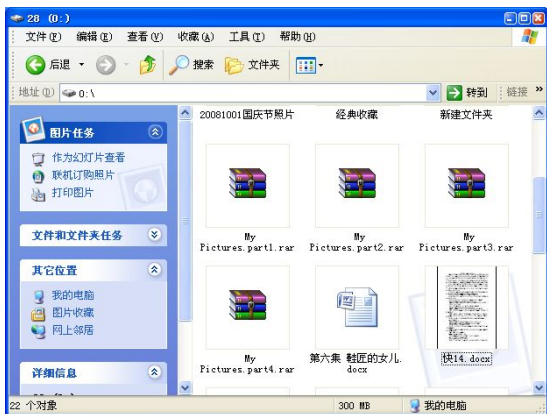 28 (O:)
文件(F) 编辑(E) 查看(V) 收藏(A) 工具(T) 帮助(H)
后退 搜索 文件夹
地址(D) O:\ 转到 链接 »
图片任务
作为幻灯片查看
联机订购照片
打印图片
文件和文件夹任务
其它位置
我的电脑
图片收藏
网上邻居
详细信息
20081001国庆节照片 经典收藏 新建文件夹
My Pictures.part1.rar
My Pictures.part2.rar
My Pictures.part3.rar
My Pictures.part4.rar
第六集 鞋匠的女儿.docx
快14.docx
22 个对象 300 MB 我的电脑